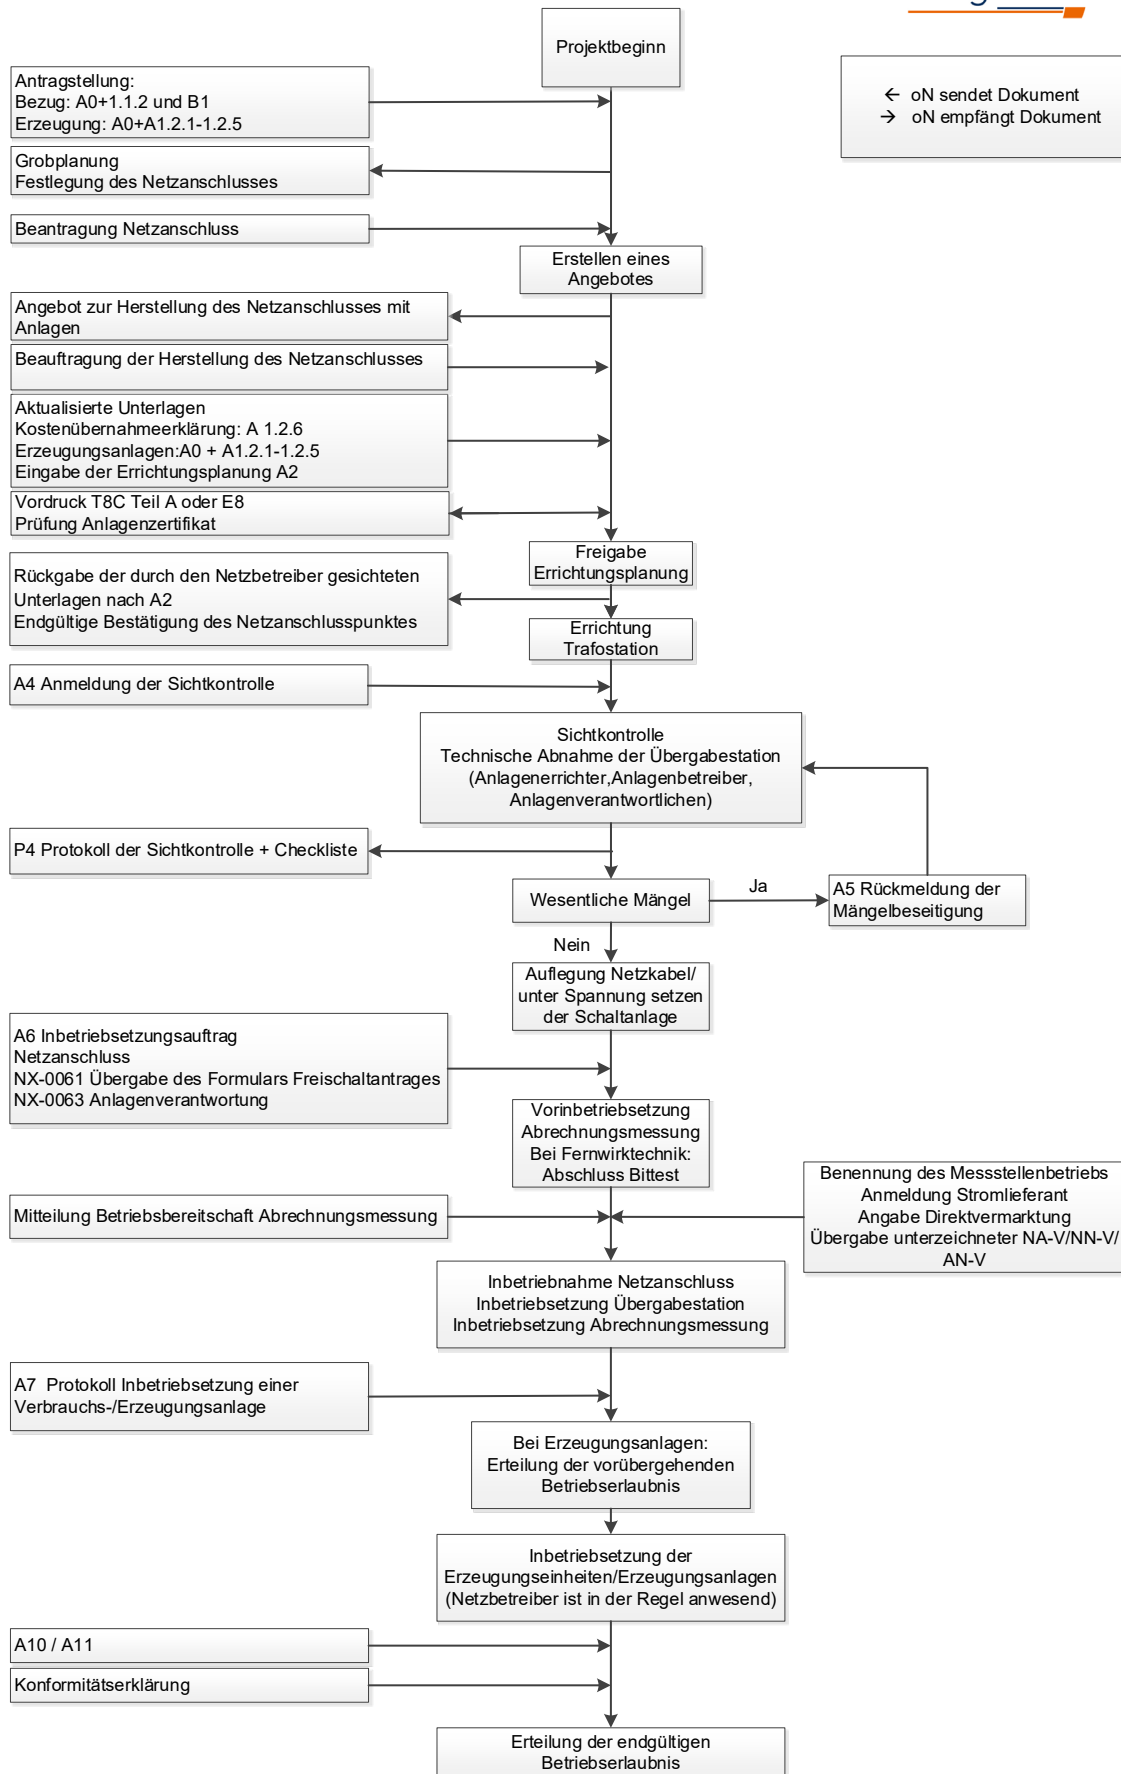 Projektbeginn
← oN sendet Dokument
→ oN empfängt Dokument
Antragstellung:
Bezug: A0+1.1.2 und B1
Erzeugung: A0+A1.2.1-1.2.5
Grobplanung
Festlegung des Netzanschlusses
Beantragung Netzanschluss
Erstellen eines
Angebotes
Angebot zur Herstellung des Netzanschlusses mit
Anlagen
Beauftragung der Herstellung des Netzanschlusses
Aktualisierte Unterlagen
Kostenübernahmeerklärung: A 1.2.6
Erzeugungsanlagen:A0 + A1.2.1-1.2.5
Eingabe der Errichtungsplanung A2
Vordruck T8C Teil A oder E8
Prüfung Anlagenzertifikat
Freigabe
Errichtungsplanung
Rückgabe der durch den Netzbetreiber gesichteten
Unterlagen nach A2
Endgültige Bestätigung des Netzanschlusspunktes
Errichtung
Trafostation
A4 Anmeldung der Sichtkontrolle
Sichtkontrolle
Technische Abnahme der Übergabestation
(Anlagenerrichter,Anlagenbetreiber,
Anlagenverantwortlichen)
P4 Protokoll der Sichtkontrolle + Checkliste
Wesentliche Mängel
Ja
A5 Rückmeldung der
Mängelbeseitigung
Nein
Auflegung Netzkabel/
unter Spannung setzen
der Schaltanlage
A6 Inbetriebsetzungsauftrag
Netzanschluss
NX-0061 Übergabe des Formulars Freischaltantrages
NX-0063 Anlagenverantwortung
Vorinbetriebsetzung
Abrechnungsmessung
Bei Fernwirktechnik:
Abschluss Bittest
Benennung des Messstellenbetriebs
Anmeldung Stromlieferant
Angabe Direktvermarktung
Übergabe unterzeichneter NA-V/NN-V/
AN-V
Mitteilung Betriebsbereitschaft Abrechnungsmessung
Inbetriebnahme Netzanschluss
Inbetriebsetzung Übergabestation
Inbetriebsetzung Abrechnungsmessung
A7 Protokoll Inbetriebsetzung einer
Verbrauchs-/Erzeugungsanlage
Bei Erzeugungsanlagen:
Erteilung der vorübergehenden
Betriebserlaubnis
Inbetriebsetzung der
Erzeugungseinheiten/Erzeugungsanlagen
(Netzbetreiber ist in der Regel anwesend)
A10 / A11
Konformitätserklärung
Erteilung der endgültigen
Betriebserlaubnis